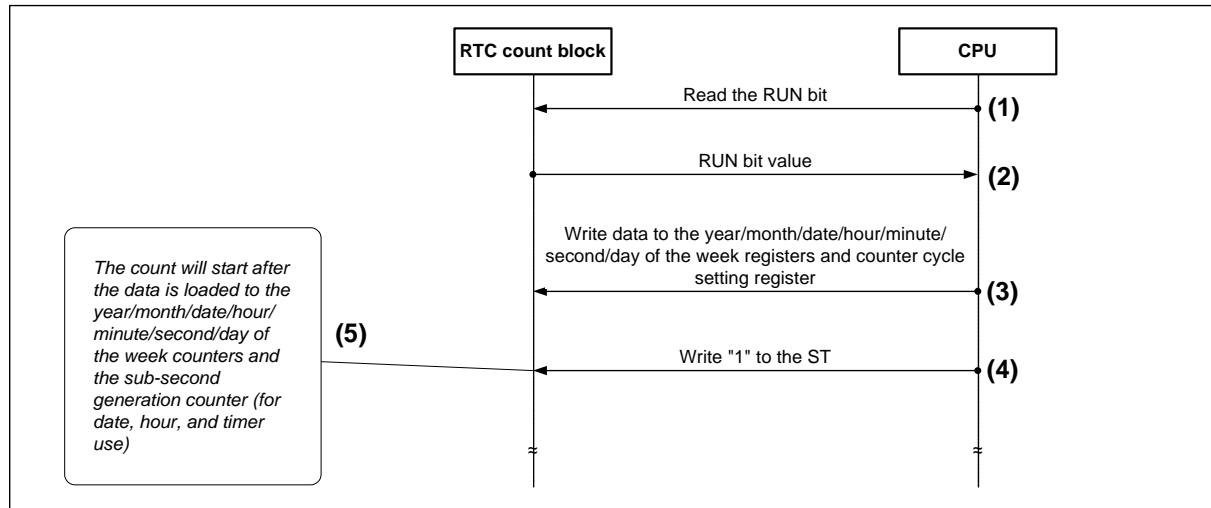 RTC count block
CPU
Read the RUN bit
(1)
RUN bit value
(2)
Write data to the year/month/date/hour/minute/
second/day of the week registers and counter cycle
setting register
(3)
The count will start after
the data is loaded to the
year/month/date/hour/
minute/second/day of
the week counters and
the sub-second
generation counter (for
date, hour, and timer
use)
(5)
Write "1" to the ST
(4)
≈
≈